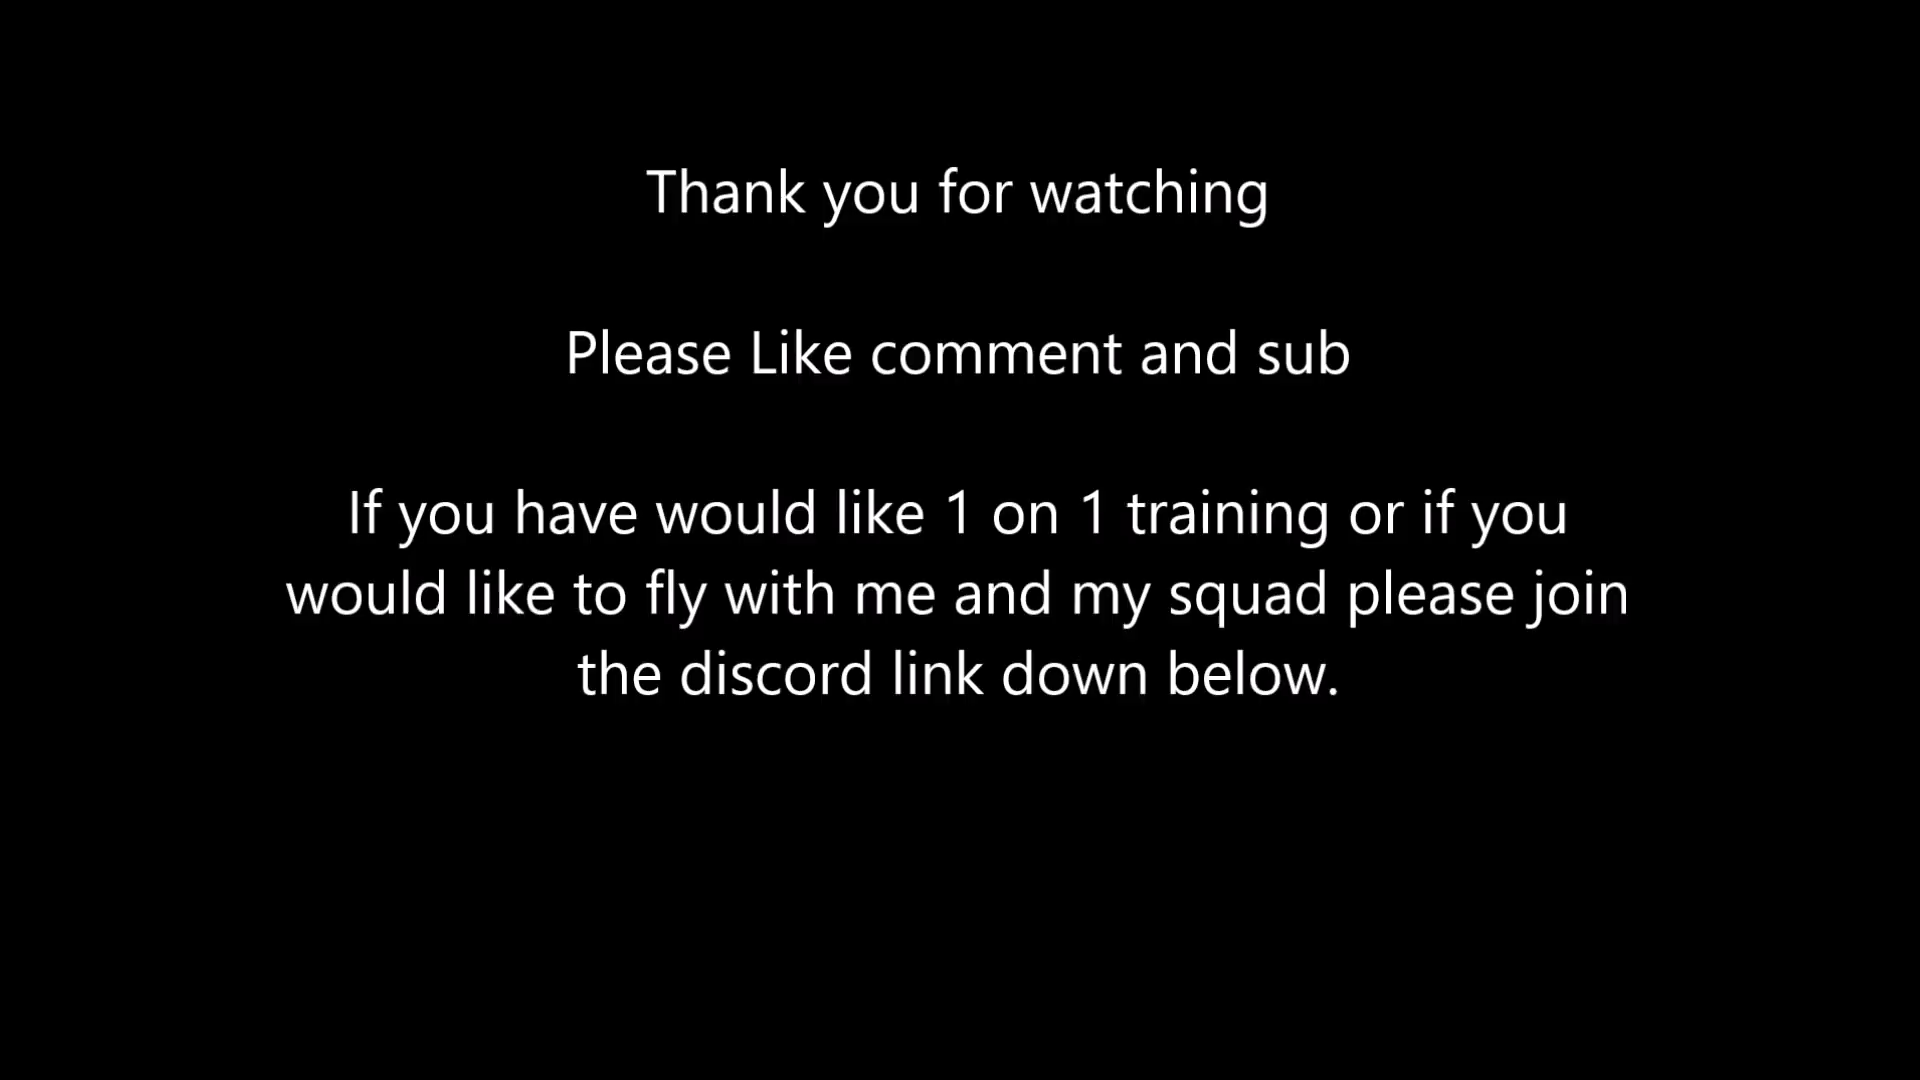 Thank you for watching
Please Like comment and sub
If you have would like 1 on 1 training or if you
would like to fly with me and my squad please join
the discord link down below.